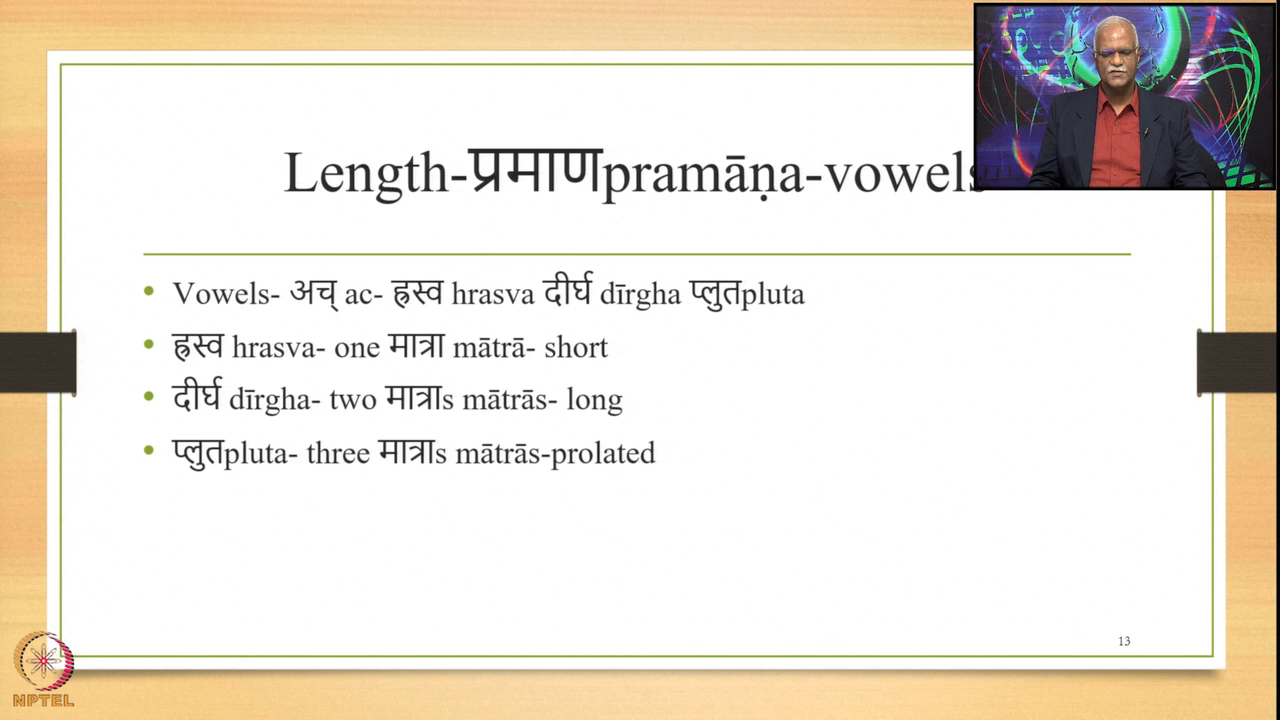 Length-प्रमाणpramāṇa-vowels
Vowels- अच् ac- ह्रस्व hrasva दीर्घ dīrgha प्लुतpluta
ह्रस्व hrasva- one मात्रा mātrā- short
दीर्घ dīrgha- two मात्राs mātrās- long
प्लुतpluta- three मात्राs mātrās-prolated
13
NPTEL